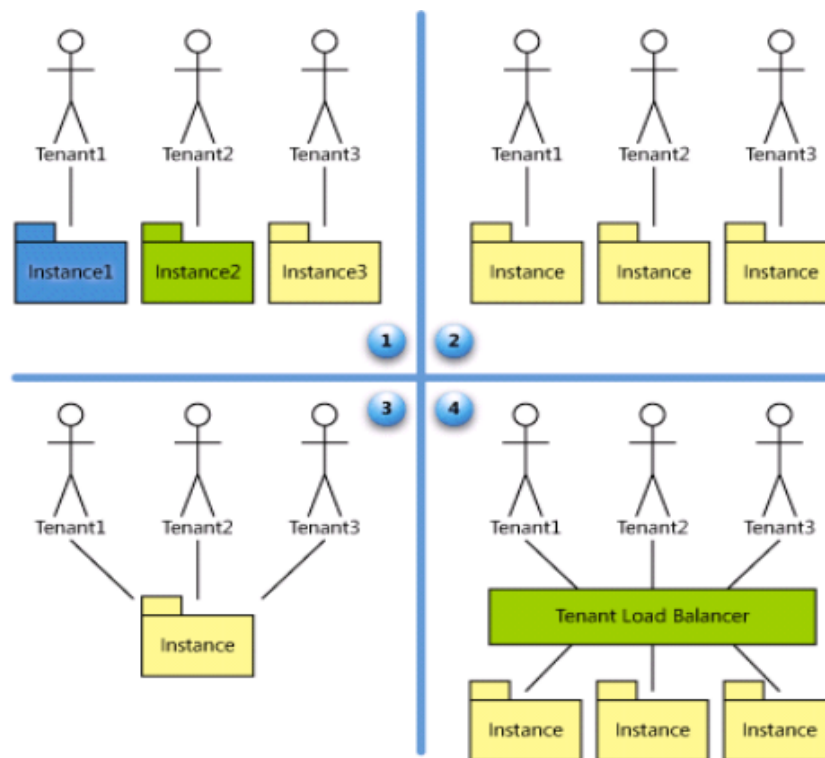 Tenant1 Tenant2 Tenant3
Instance1 Instance2 Instance3
1
Tenant1 Tenant2 Tenant3
Instance Instance Instance
2
3
Tenant1 Tenant2 Tenant3
Instance
4
Tenant1 Tenant2 Tenant3
Tenant Load Balancer
Instance Instance Instance